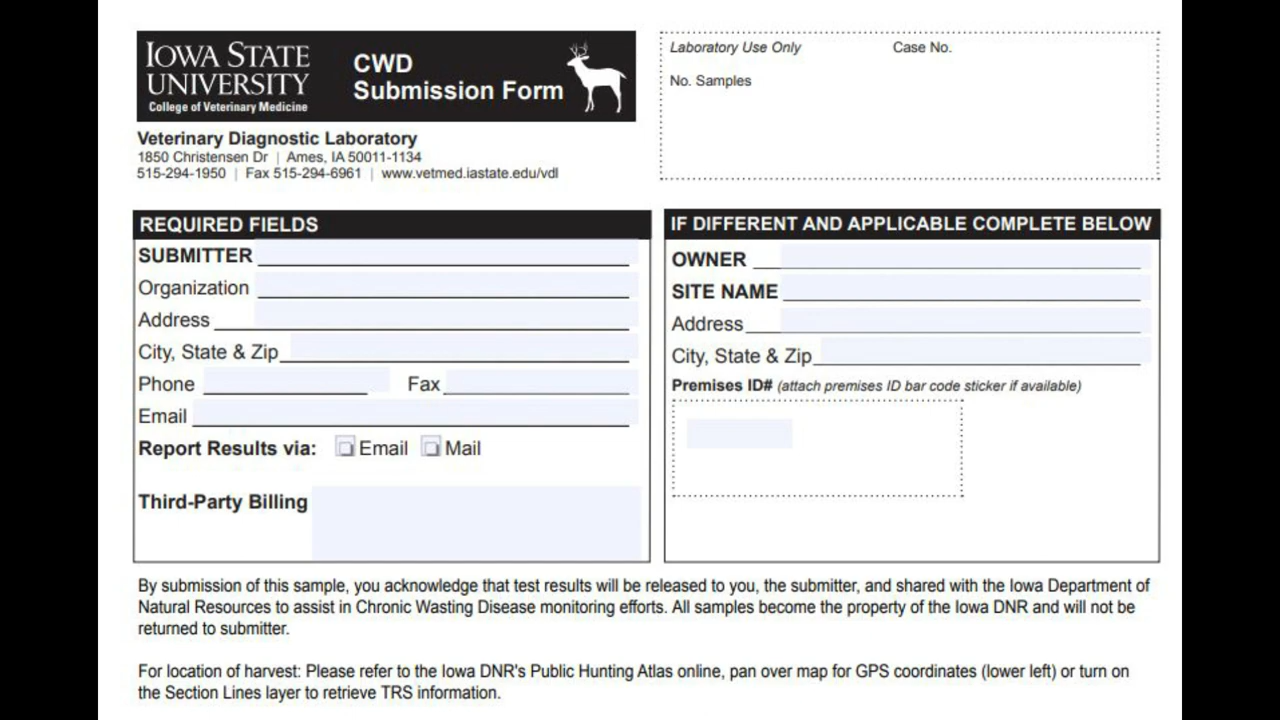 IOWA STATE
UNIVERSITY
College of Veterinary Medicine
CWD
Submission Form
Laboratory Use Only Case No.
No. Samples
Veterinary Diagnostic Laboratory
1850 Christensen Dr | Ames, IA 50011-1134
515-294-1950 | Fax 515-294-6961 | www.vetmed.iastate.edu/vdl
REQUIRED FIELDS
SUBMITTER
Organization
Address
City, State & Zip
Phone Fax
Email
Report Results via: Email Mail
Third-Party Billing
IF DIFFERENT AND APPLICABLE COMPLETE BELOW
OWNER
SITE NAME
Address
City, State & Zip
Premises ID# (attach premises ID bar code sticker if available)
By submission of this sample, you acknowledge that test results will be released to you, the submitter, and shared with the Iowa Department of
Natural Resources to assist in Chronic Wasting Disease monitoring efforts. All samples become the property of the Iowa DNR and will not be
returned to submitter.
For location of harvest: Please refer to the Iowa DNR's Public Hunting Atlas online, pan over map for GPS coordinates (lower left) or turn on
the Section Lines layer to retrieve TRS information.